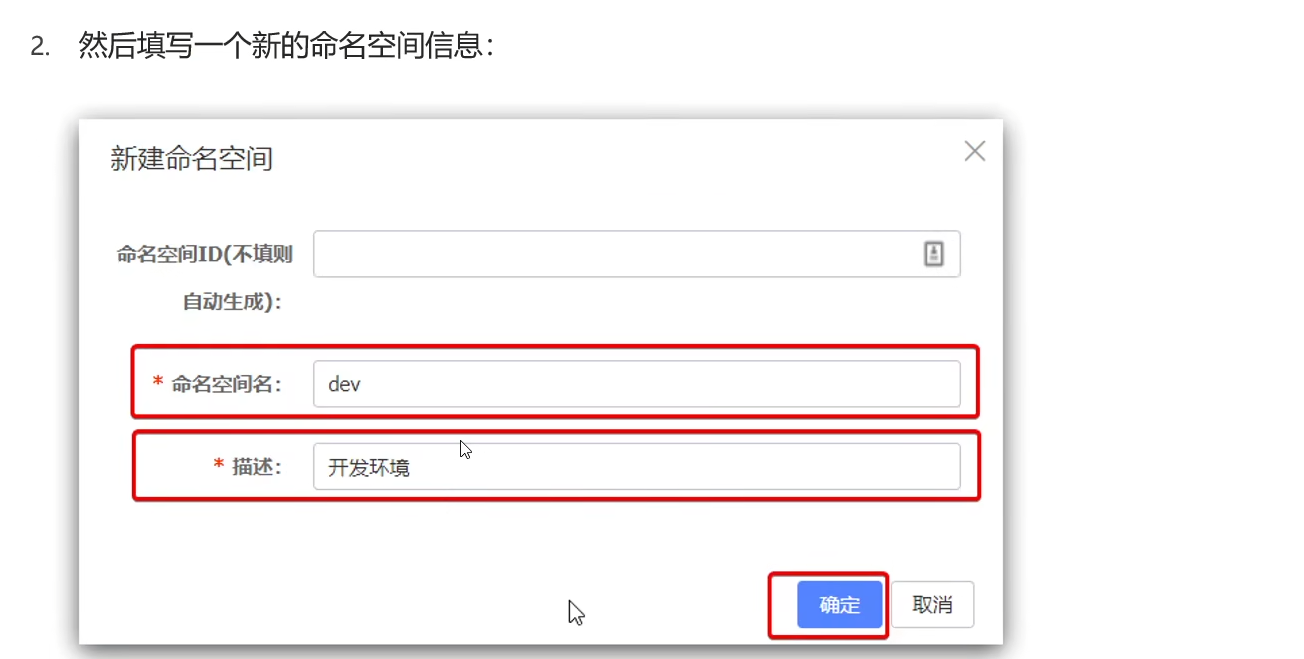 2. 然后填写一个新的命名空间信息：
新建命名空间
命名空间ID(不填则
自动生成)：
* 命名空间名： dev
* 描述： 开发环境
确定 取消